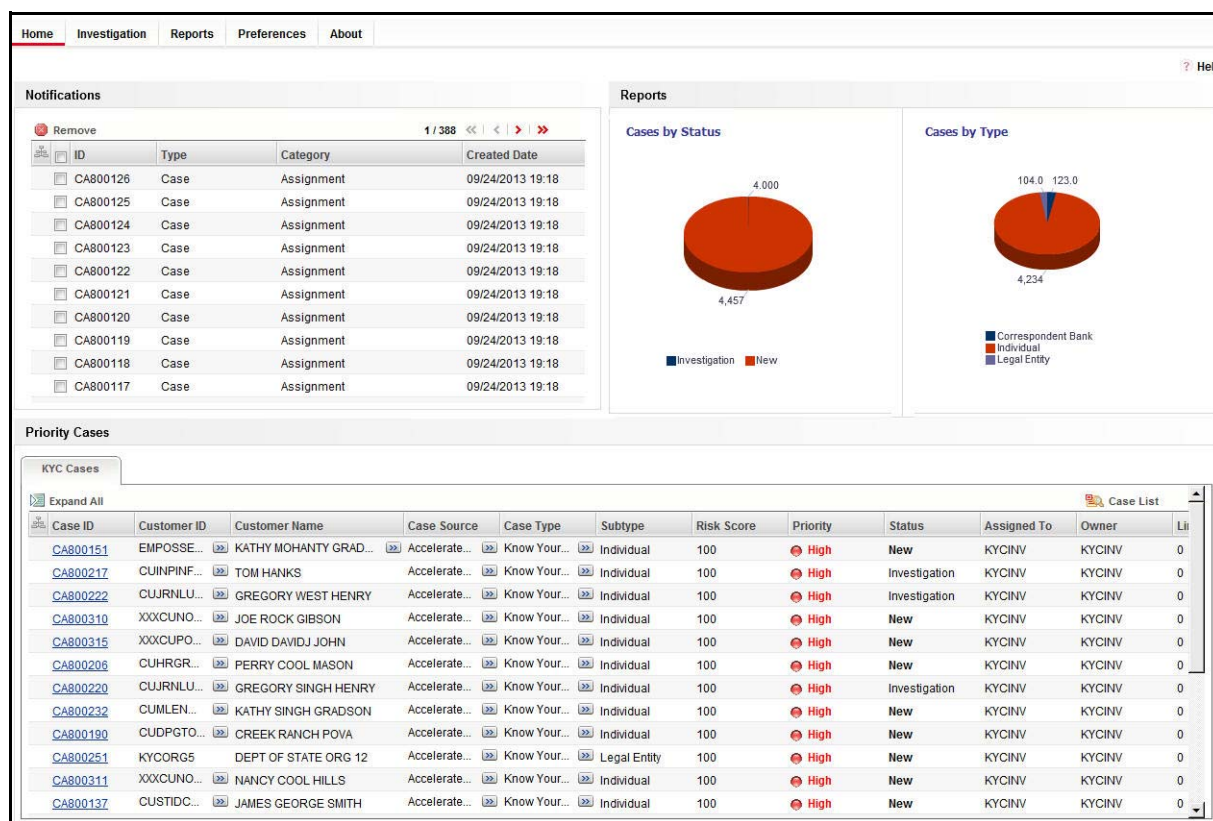 Home Investigation Reports Preferences About
? Hel
Notifications
Remove 1 / 388
ID Type Category Created Date
CA800126 Case Assignment 09/24/2013 19:18
CA800125 Case Assignment 09/24/2013 19:18
CA800124 Case Assignment 09/24/2013 19:18
CA800123 Case Assignment 09/24/2013 19:18
CA800122 Case Assignment 09/24/2013 19:18
CA800121 Case Assignment 09/24/2013 19:18
CA800120 Case Assignment 09/24/2013 19:18
CA800119 Case Assignment 09/24/2013 19:18
CA800118 Case Assignment 09/24/2013 19:18
CA800117 Case Assignment 09/24/2013 19:18
Reports
Cases by Status
4.000
4,457
Investigation New
Cases by Type
104.0 123.0
4,234
Correspondent Bank
Individual
Legal Entity
Priority Cases
KYC Cases
Expand All Case List
Case ID Customer ID Customer Name Case Source Case Type Subtype Risk Score Priority Status Assigned To Owner Li
CA800151 EMPOSSE... KATHY MOHANTY GRAD... Accelerate... Know Your... Individual 100 High New KYCINV KYCINV 0
CA800217 CUINPINF... TOM HANKS Accelerate... Know Your... Individual 100 High Investigation KYCINV KYCINV 0
CA800222 CUJRNLU... GREGORY WEST HENRY Accelerate... Know Your... Individual 100 High Investigation KYCINV KYCINV 0
CA800310 XXXCUNO... JOE ROCK GIBSON Accelerate... Know Your... Individual 100 High New KYCINV KYCINV 0
CA800315 XXXCUPO... DAVID DAVIDJ JOHN Accelerate... Know Your... Individual 100 High New KYCINV KYCINV 0
CA800206 CUHRGR... PERRY COOL MASON Accelerate... Know Your... Individual 100 High New KYCINV KYCINV 0
CA800220 CUJRNLU... GREGORY SINGH HENRY Accelerate... Know Your... Individual 100 High Investigation KYCINV KYCINV 0
CA800232 CUMLEN... KATHY SINGH GRADSON Accelerate... Know Your... Individual 100 High New KYCINV KYCINV 0
CA800190 CUDPGTO... CREEK RANCH POVA Accelerate... Know Your... Individual 100 High New KYCINV KYCINV 0
CA800251 KYCORG5 DEPT OF STATE ORG 12 Accelerate... Know Your... Legal Entity 100 High New KYCINV KYCINV 0
CA800311 XXXCUNO... NANCY COOL HILLS Accelerate... Know Your... Individual 100 High New KYCINV KYCINV 0
CA800137 CUSTIDC... JAMES GEORGE SMITH Accelerate... Know Your... Individual 100 High New KYCINV KYCINV 0